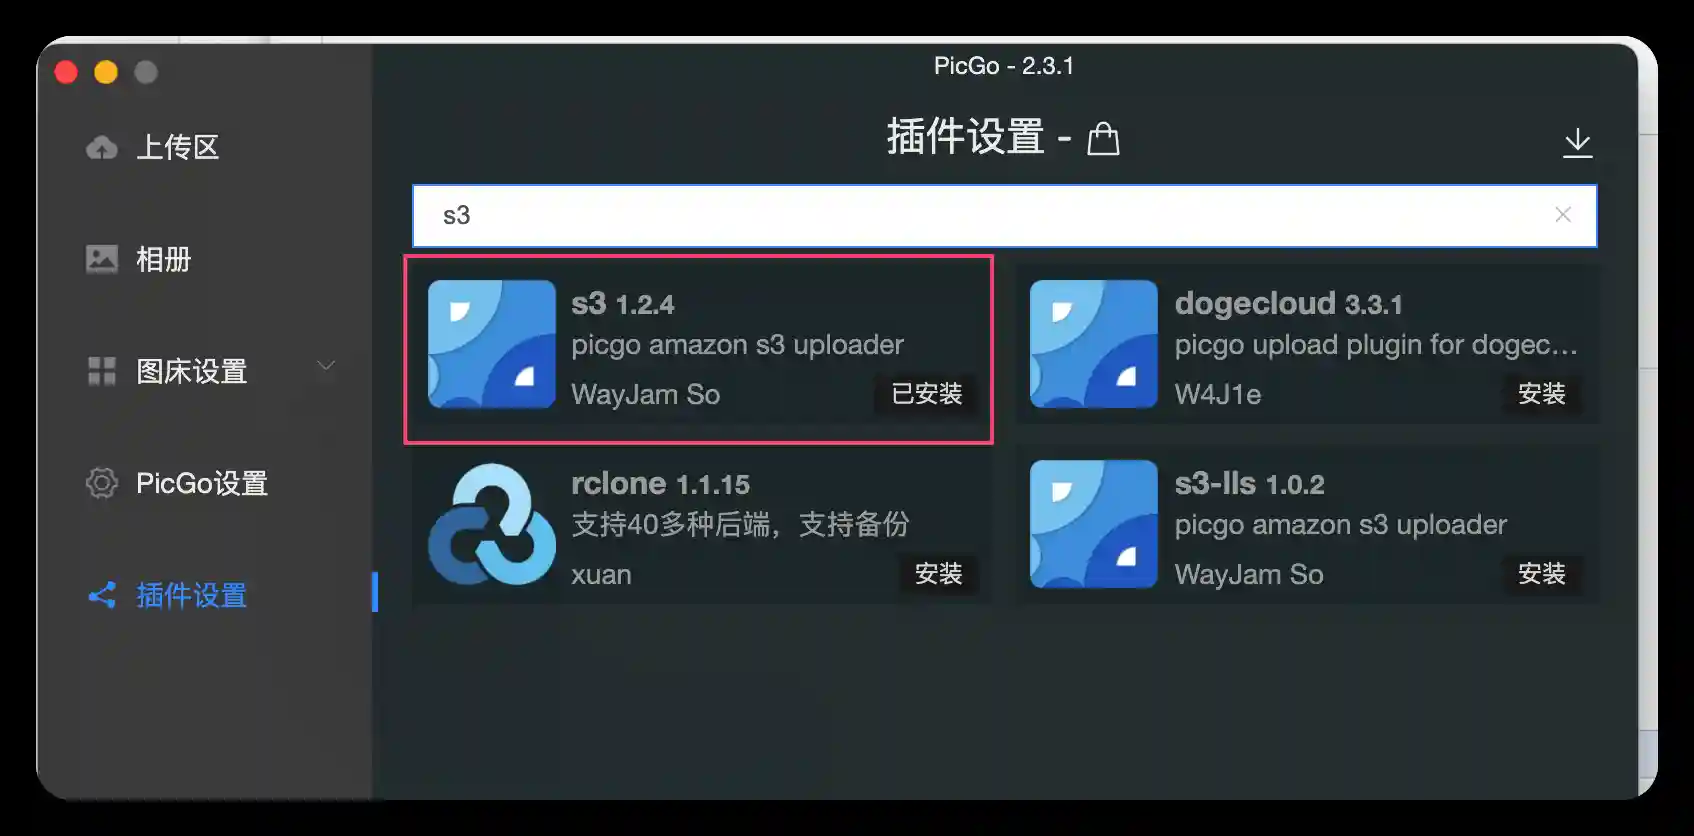 PicGo - 2.3.1
上传区
相册
图床设置
PicGo设置
插件设置
插件设置 -
s3
s3 1.2.4
picgo amazon s3 uploader
WayJam So
已安装
dogecloud 3.3.1
picgo upload plugin for dogec...
W4J1e
安装
rclone 1.1.15
支持40多种后端，支持备份
xuan
安装
s3-lls 1.0.2
picgo amazon s3 uploader
WayJam So
安装